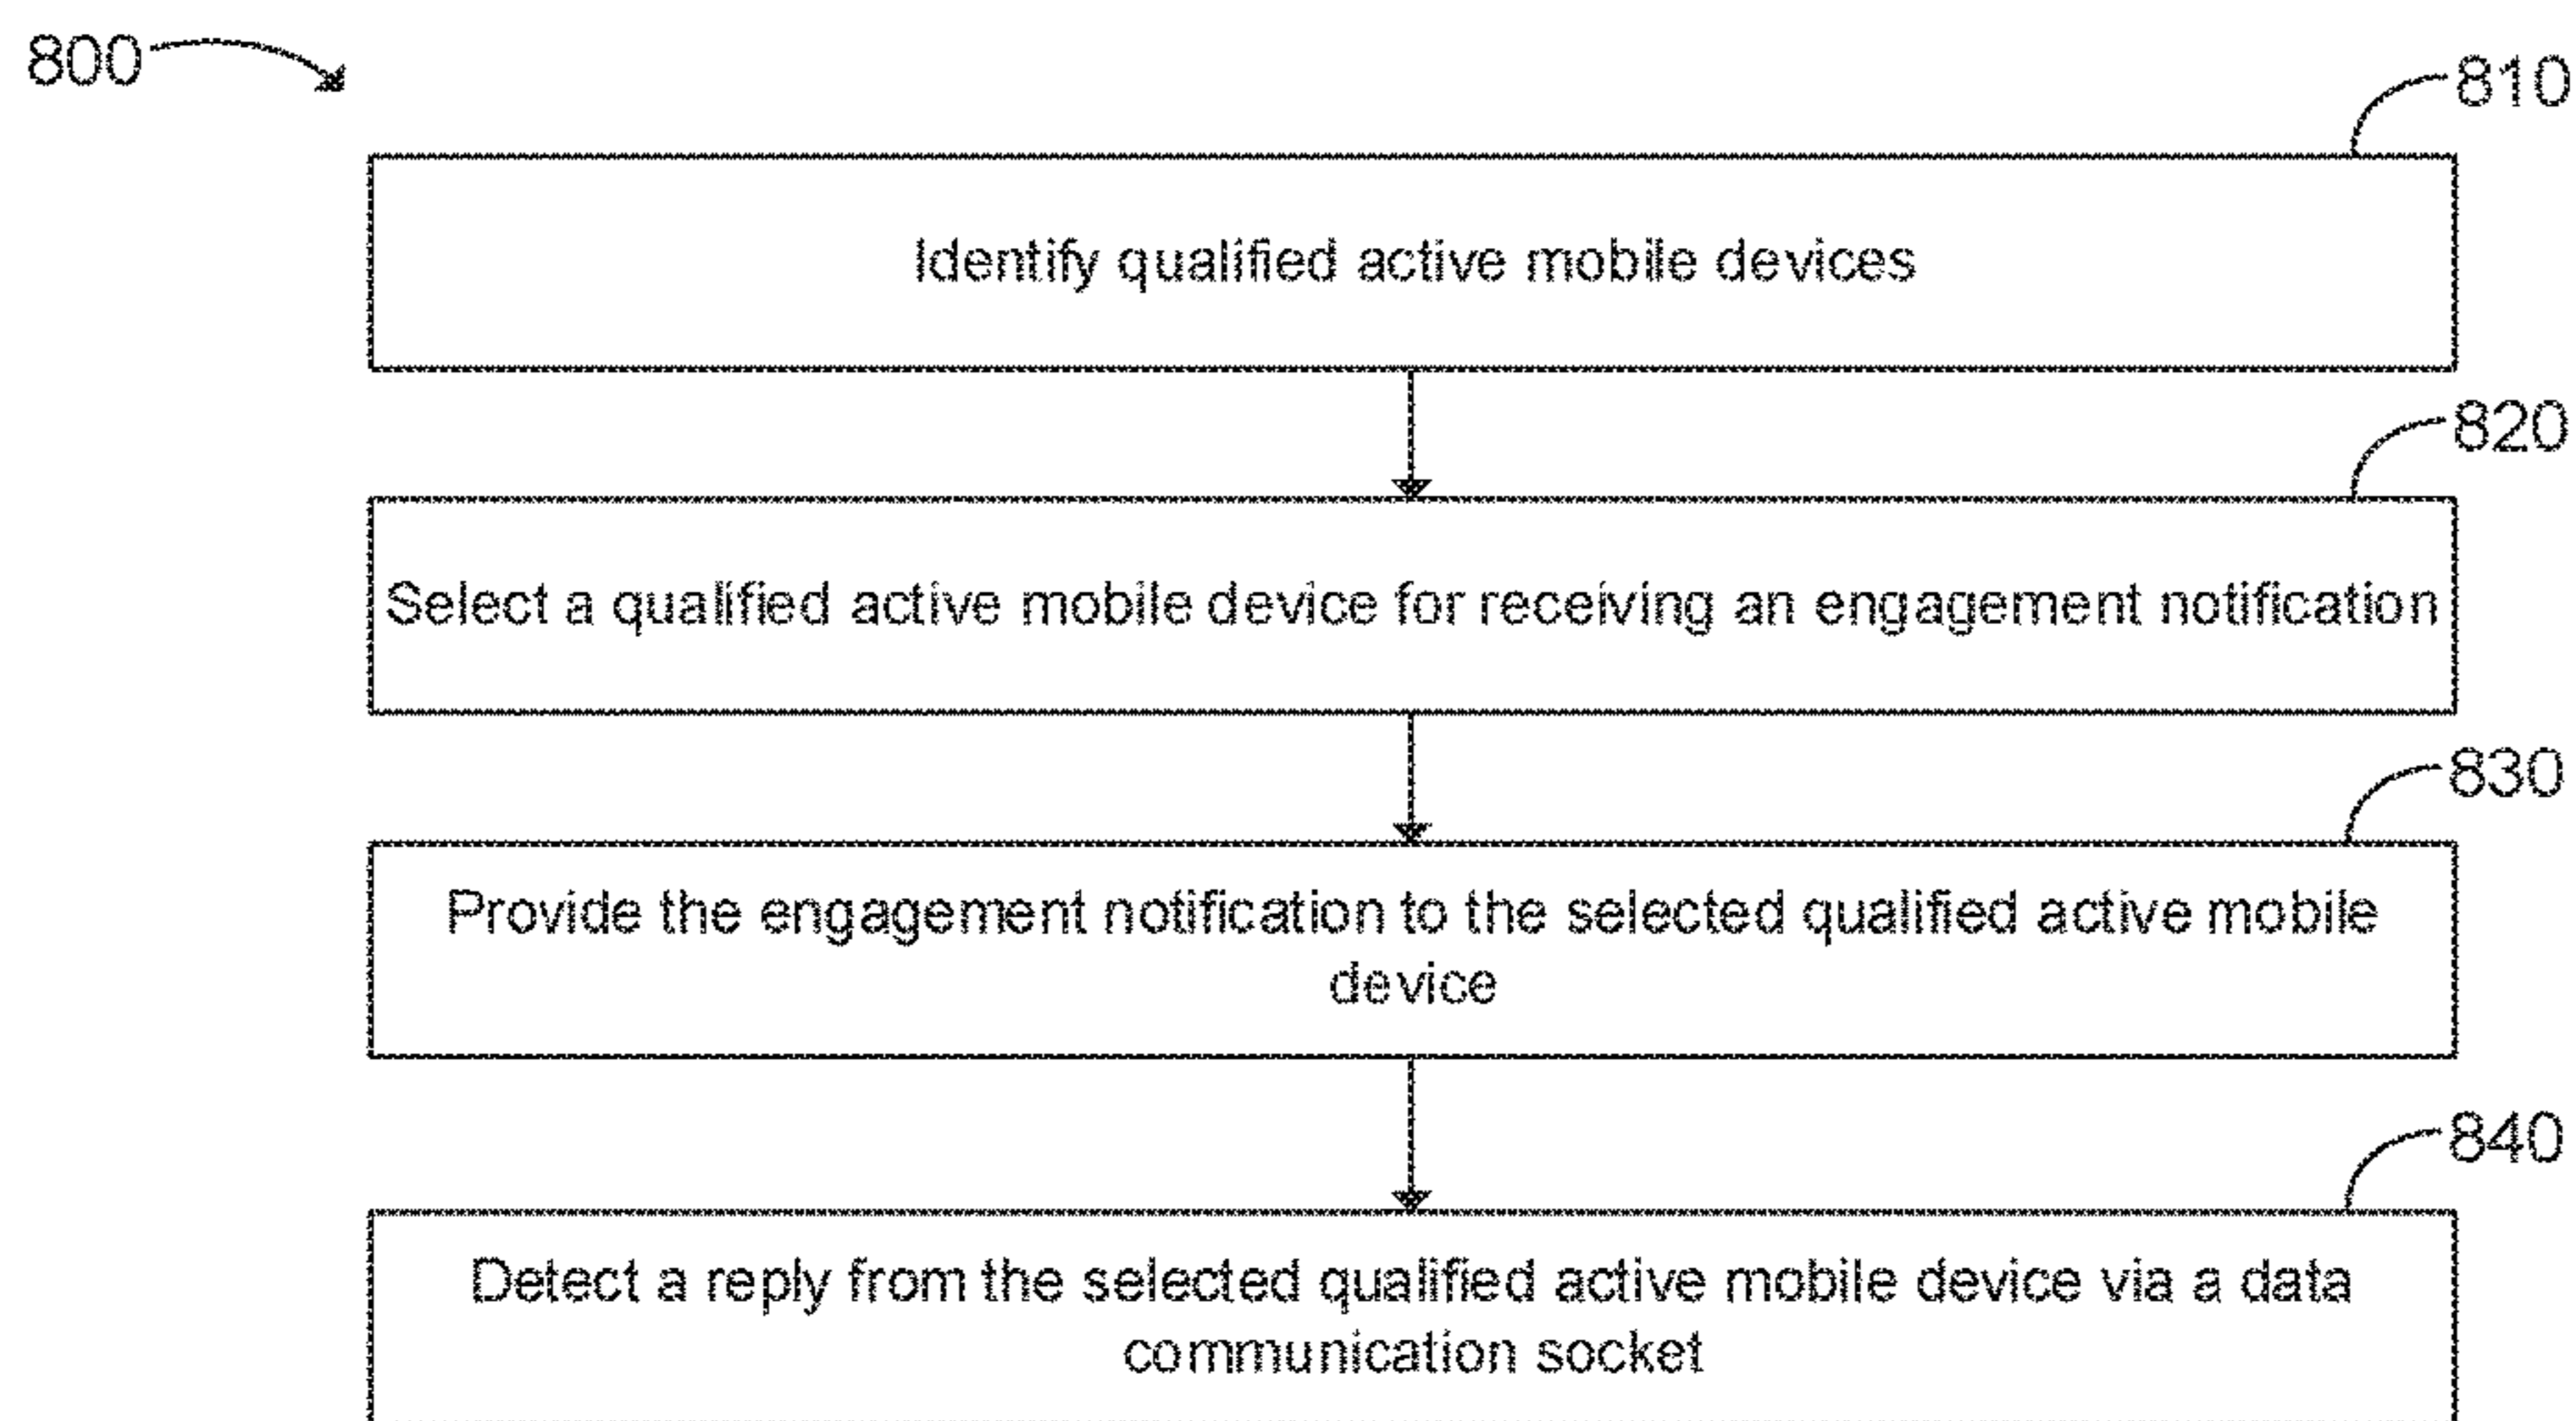 800
810
Identify qualified active mobile devices
820
Select a qualified active mobile device for receiving an engagement notification
830
Provide the engagement notification to the selected qualified active mobile
device
840
Detect a reply from the selected qualified active mobile device via a data
communication socket